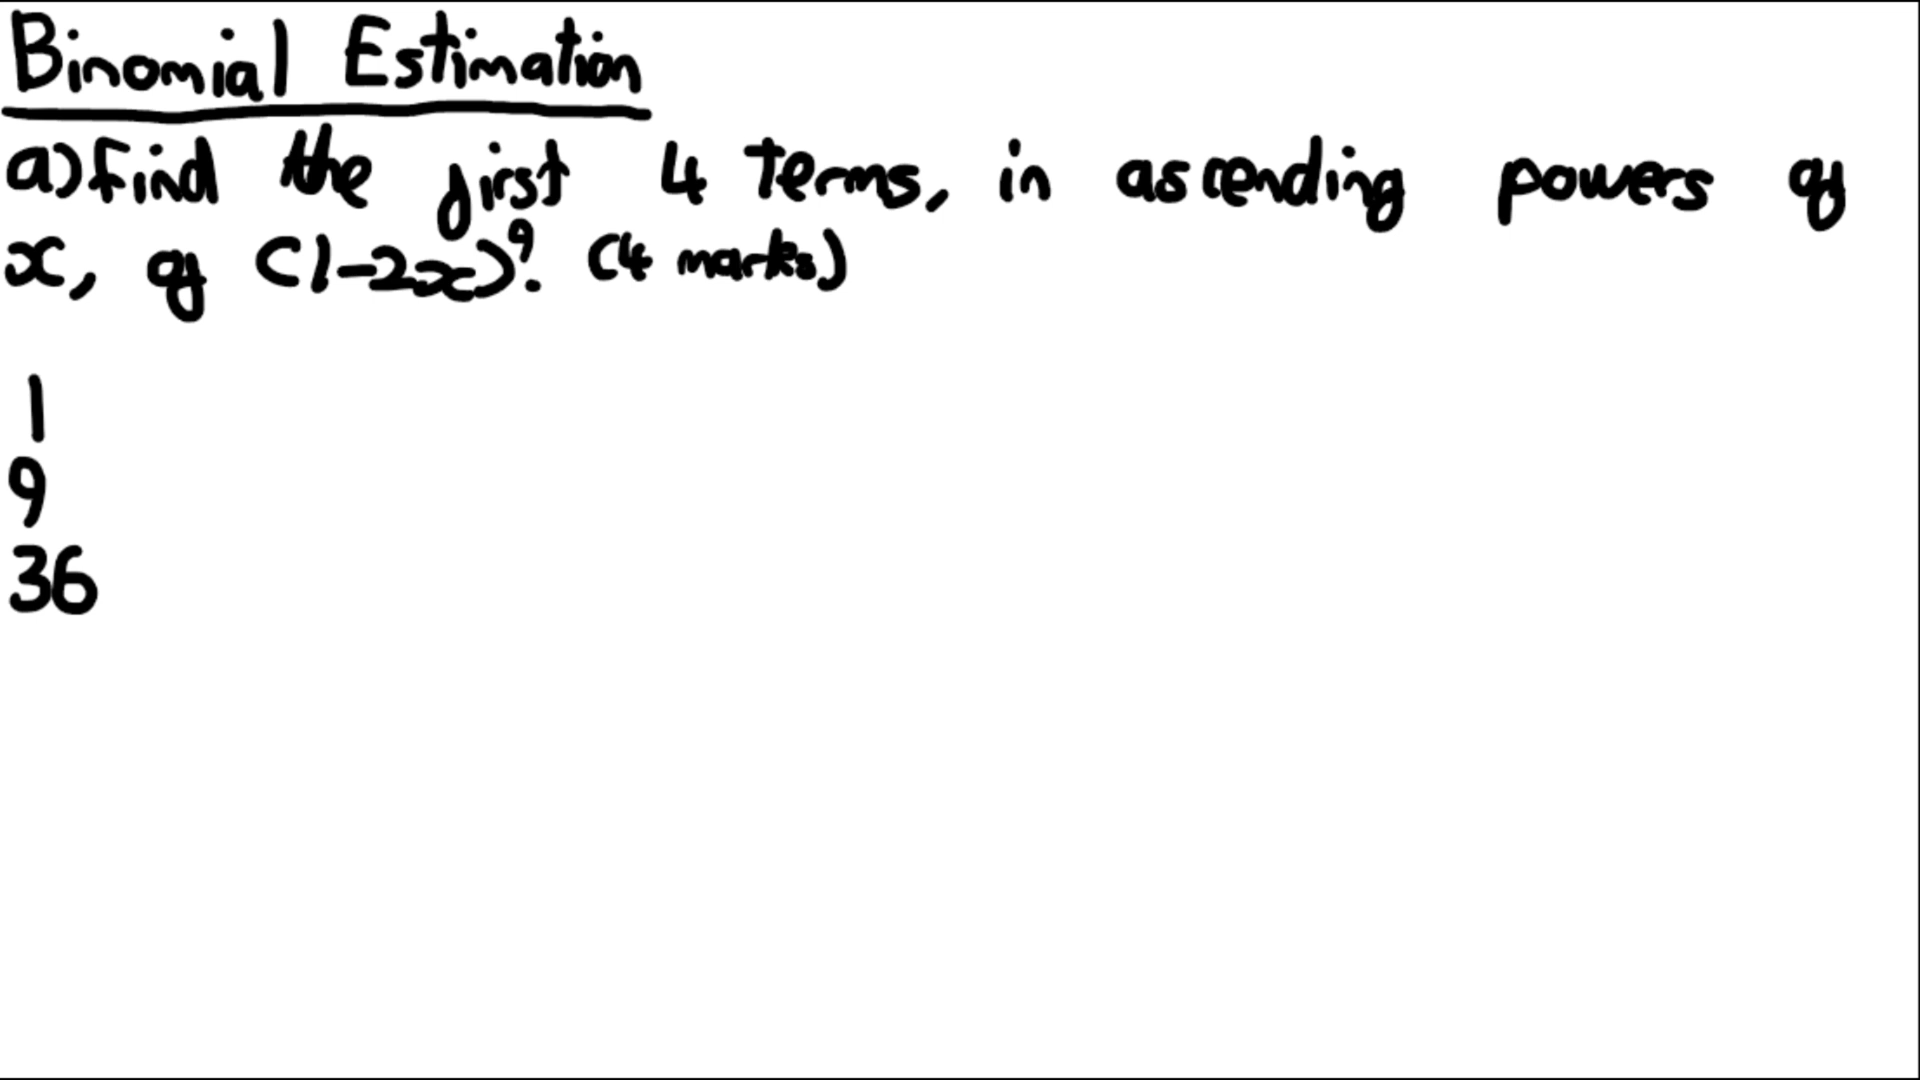 Binomial Estimation
a) Find the first 4 terms, in ascending powers of
x, of (1-2x)⁹. (4 marks)
1
9
36